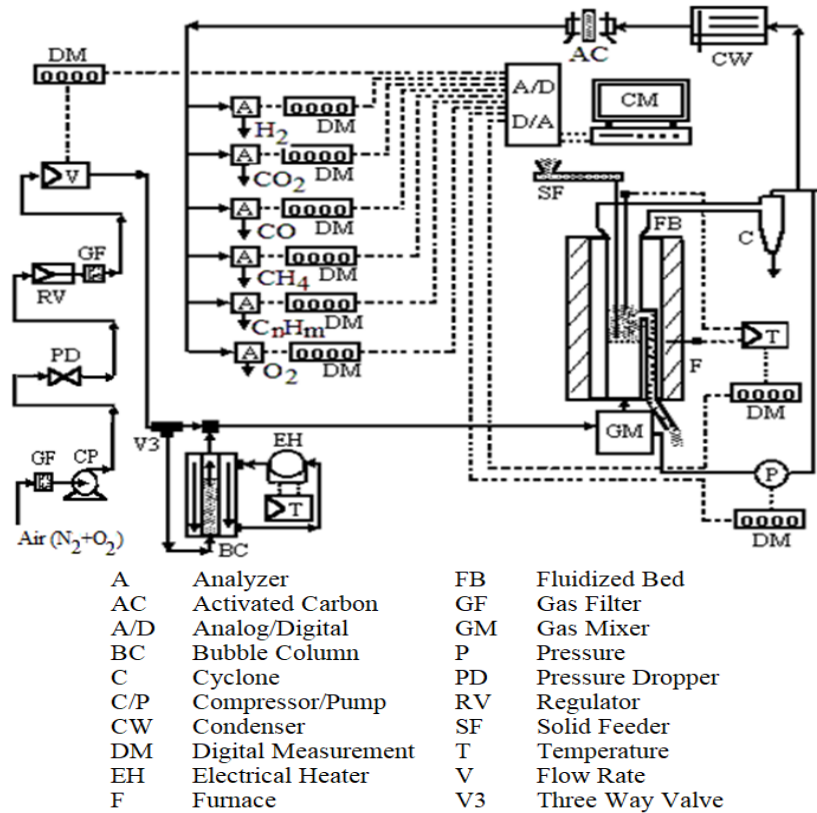 DM
AC
CW
A/D
D/A
CM
A
H2
DM
A
CO2
DM
A
CO
DM
A
CH4
DM
A
CnHm
DM
A
O2
DM
V
GF
RV
PD
GF
CP
Air (N2+O2)
V3
EH
T
BC
SF
FB
C
F
T
DM
GM
P
DM
A Analyzer
AC Activated Carbon
A/D Analog/Digital
BC Bubble Column
C Cyclone
C/P Compressor/Pump
CW Condenser
DM Digital Measurement
EH Electrical Heater
F Furnace
FB Fluidized Bed
GF Gas Filter
GM Gas Mixer
P Pressure
PD Pressure Dropper
RV Regulator
SF Solid Feeder
T Temperature
V Flow Rate
V3 Three Way Valve